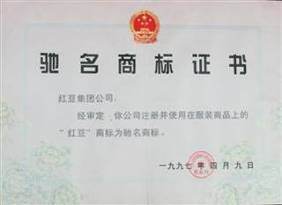 驰名商标证书
红豆集团公司:
经审定,你公司注册并使用在服装商品上的
“红豆”商标为驰名商标。
一九九七年四月九日